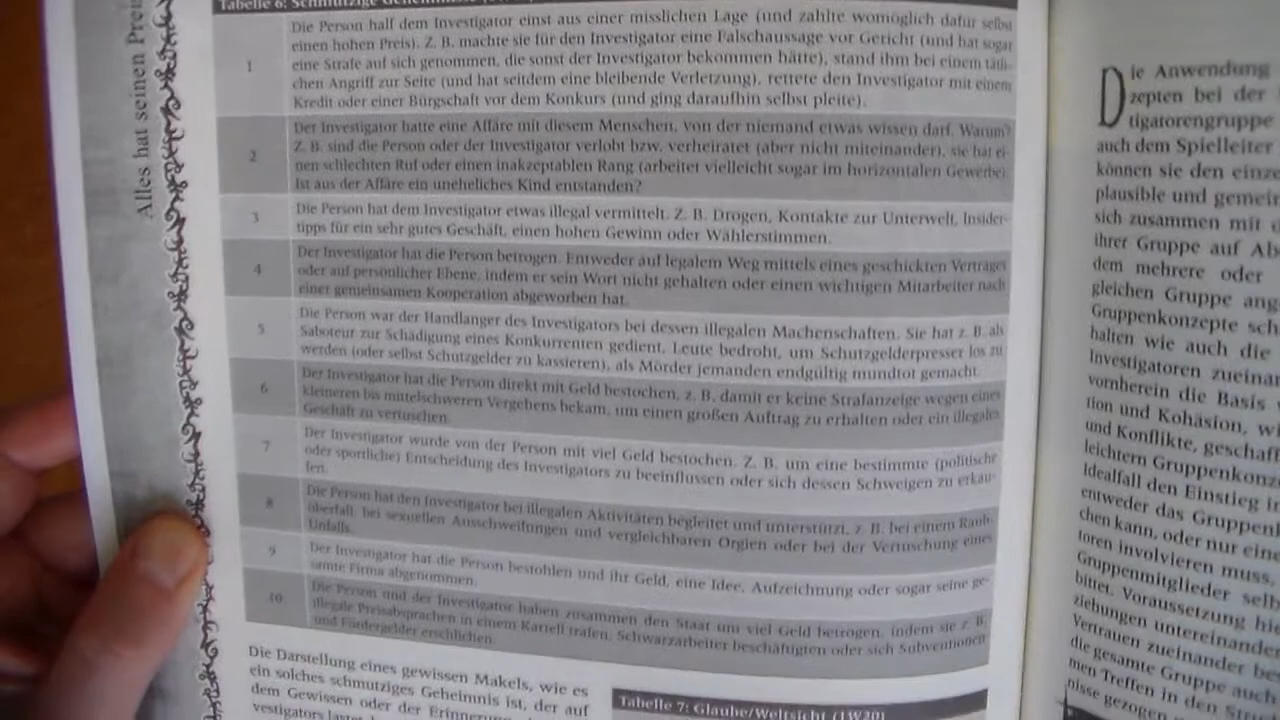 Alles hat seinen Prei
Tabelle 6: Schmutzige Geheimnisse
Die Person half dem Investigator einst aus einer misslichen Lage (und zahlte womöglich dafür selbst
einen hohen Preis). Z. B. machte sie für den Investigator eine Falschaussage vor Gericht (und hat sogar
1
eine Strafe auf sich genommen, die sonst der Investigator bekommen hätte), stand ihm bei einem tätli-
chen Angriff zur Seite (und hat seitdem eine bleibende Verletzung), rettete den Investigator mit einem
Kredit oder einer Bürgschaft vor dem Konkurs (und ging daraufhin selbst pleite).
Der Investigator hatte eine Affäre mit diesem Menschen, von der niemand etwas wissen darf. Warum?
2
Z. B. sind die Person oder der Investigator verlobt bzw. verheiratet (aber nicht miteinander), sie hat ei-
nen schlechten Ruf oder einen inakzeptablen Rang (arbeitet vielleicht sogar im horizontalen Gewerbe).
Ist aus der Affäre ein uneheliches Kind entstanden?
3
Die Person hat dem Investigator etwas illegal vermittelt. Z. B. Drogen, Kontakte zur Unterwelt, Insider-
tipps für ein sehr gutes Geschäft, einen hohen Gewinn oder Wählerstimmen.
4
Der Investigator hat die Person betrogen. Entweder auf legalem Weg mittels eines geschickten Vertrages
oder auf persönlicher Ebene, indem er sein Wort nicht gehalten oder einen wichtigen Mitarbeiter nach
einer gemeinsamen Kooperation abgeworben hat.
5
Die Person war der Handlanger des Investigators bei dessen illegalen Machenschaften. Sie hat z. B. als
Saboteur zur Schädigung eines Konkurrenten gedient, Leute bedroht, um Schutzgelderpresser los zu
werden (oder selbst Schutzgelder zu kassieren), als Mörder jemanden endgültig mundtot gemacht.
6
Der Investigator hat die Person direkt mit Geld bestochen, z. B. damit er keine Strafanzeige wegen eines
kleineren bis mittelschweren Vergehens bekam, um einen großen Auftrag zu erhalten oder ein illegales
Geschäft zu vertuschen.
7
Der Investigator wurde von der Person mit viel Geld bestochen. Z. B. um eine bestimmte (politische
oder sportliche) Entscheidung des Investigators zu beeinflussen oder sich dessen Schweigen zu erkau-
fen.
8
Die Person hat den Investigator bei illegalen Aktivitäten begleitet und unterstützt, z. B. bei einem Raub-
überfall, bei sexuellen Ausschweifungen und vergleichbaren Orgien oder bei der Vertuschung eines
Unfalls.
9
Der Investigator hat die Person bestohlen und ihr Geld, eine Idee, Aufzeichnung oder sogar seine ge-
samte Firma abgenommen.
10
Die Person und der Investigator haben zusammen den Staat um viel Geld betrogen, indem sie z. B.
illegale Preisabsprachen in einem Kartell trafen, Schwarzarbeiter beschäftigten oder sich Subventionen
und Fördergelder erschlichen.
Die Darstellung eines gewissen Makels, wie es
ein solches schmutziges Geheimnis ist, der auf
dem Gewissen oder der Erinnerung
vestigators lastet
Tabelle 7: Glaube/Weltsicht (1W20)
Die Anwendung
zepten bei der
tigatorengruppe
auch dem Spielleiter
können sie den einze
plausible und gemein
sich zusammen mit
ihrer Gruppe auf Ab
dem mehrere oder
gleichen Gruppe ang
Gruppenkonzepte sch
halten wie auch die
Investigatoren zueinan
vornherein die Basis
tion und Kohäsion, wi
und Konflikte, geschaff
leichtern Gruppenkonz
Idealfall den Einstieg in
entweder das Gruppen
chen kann, oder nur eine
toren involvieren muss,
Gruppenmitglieder selb
bittet. Voraussetzung hie
ziehungen untereinander
Vertrauen zueinander bes
die gesamte Gruppe auch
men Treffen in den Stru
nisse gezogen